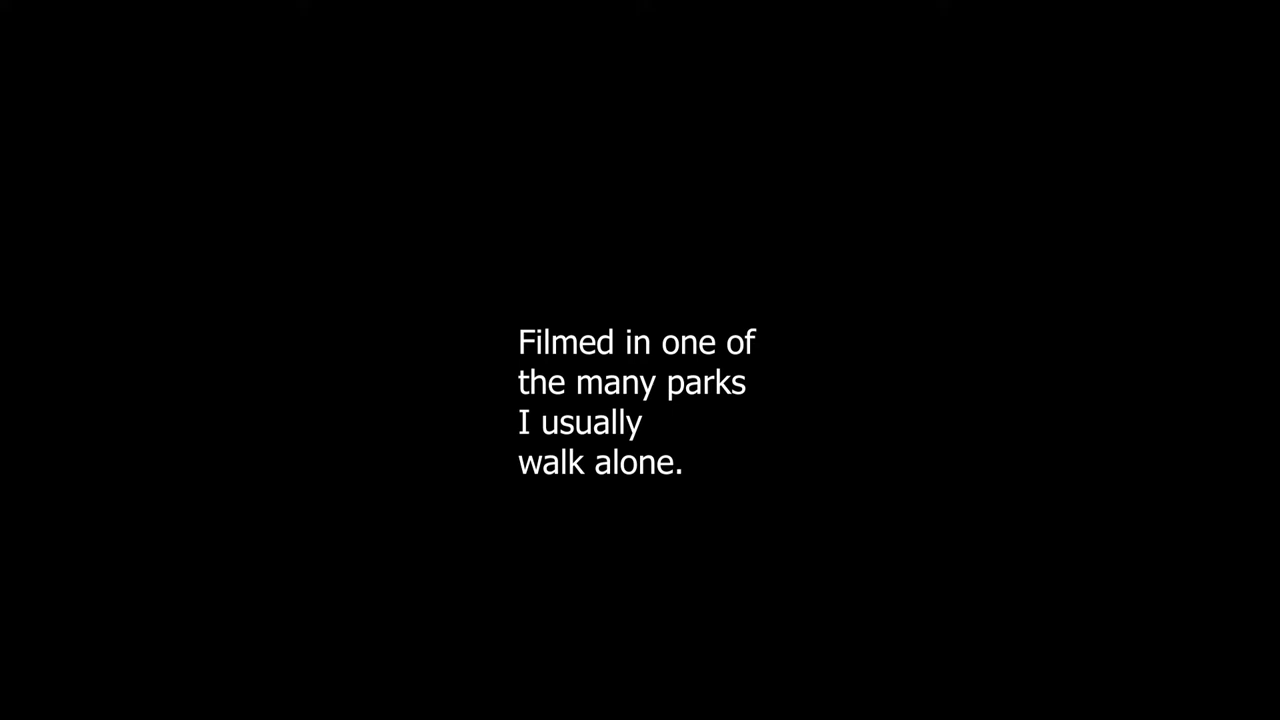 Filmed in one of
the many parks
I usually
walk alone.